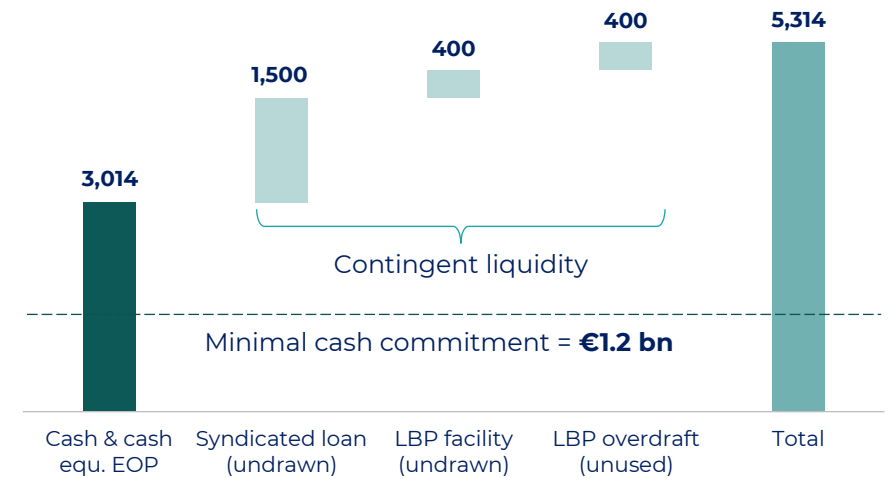 5,314
400
400
1,500
3,014
Contingent liquidity
Minimal cash commitment = €1.2 bn
Cash & cash
equ. EOP
Syndicated loan
(undrawn)
LBP facility
(undrawn)
LBP overdraft
(unused)
Total